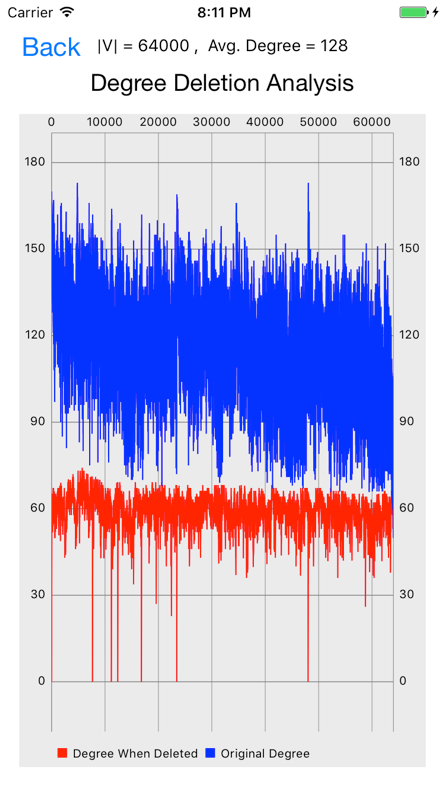 Carrier 8:11 PM
Back |V| = 64000 , Avg. Degree = 128
Degree Deletion Analysis
0 10000 20000 30000 40000 50000 60000
180 180
150 150
120 120
90 90
60 60
30 30
0 0
Degree When Deleted Original Degree